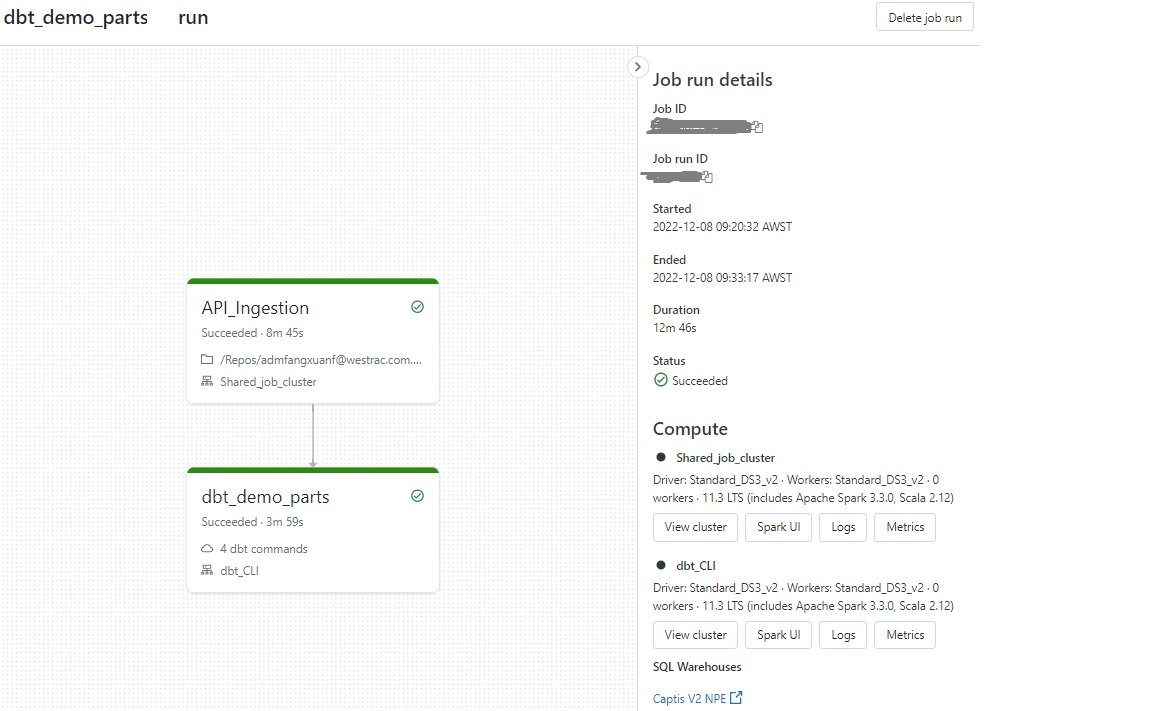 dbt_demo_parts run
Delete job run
API_Ingestion
Succeeded · 8m 45s
/Repos/admfangxuanf@westrac.com....
Shared_job_cluster
dbt_demo_parts
Succeeded · 3m 59s
4 dbt commands
dbt_CLI
Job run details
Job ID
Job run ID
Started
2022-12-08 09:20:32 AWST
Ended
2022-12-08 09:33:17 AWST
Duration
12m 46s
Status
Succeeded
Compute
Shared_job_cluster
Driver: Standard_DS3_v2 · Workers: Standard_DS3_v2 · 0
workers · 11.3 LTS (includes Apache Spark 3.3.0, Scala 2.12)
View cluster Spark UI Logs Metrics
dbt_CLI
Driver: Standard_DS3_v2 · Workers: Standard_DS3_v2 · 0
workers · 11.3 LTS (includes Apache Spark 3.3.0, Scala 2.12)
View cluster Spark UI Logs Metrics
SQL Warehouses
Captis V2 NPE